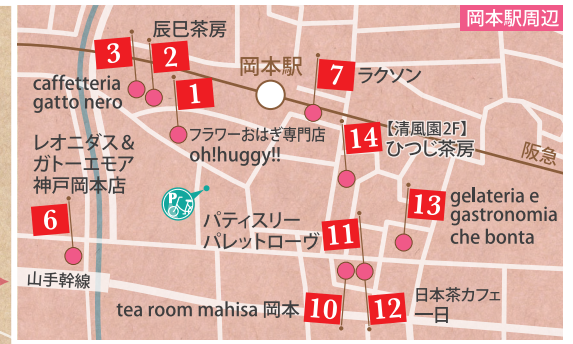 岡本駅周辺
辰巳茶房
3
2
caffetteria
gatto nero
1
岡本駅
7
ラクソン
フラワーおはぎ専門店
oh!huggy!!
14
【清風園2F】
ひつじ茶房
阪急
レオニダス&
ガトーエモア
神戸岡本店
6
P
パティスリー
パレットローヴ
11
13
gelateria e
gastronomia
che bonta
山手幹線
tea room mahisa 岡本
10
12
日本茶カフェ
一日